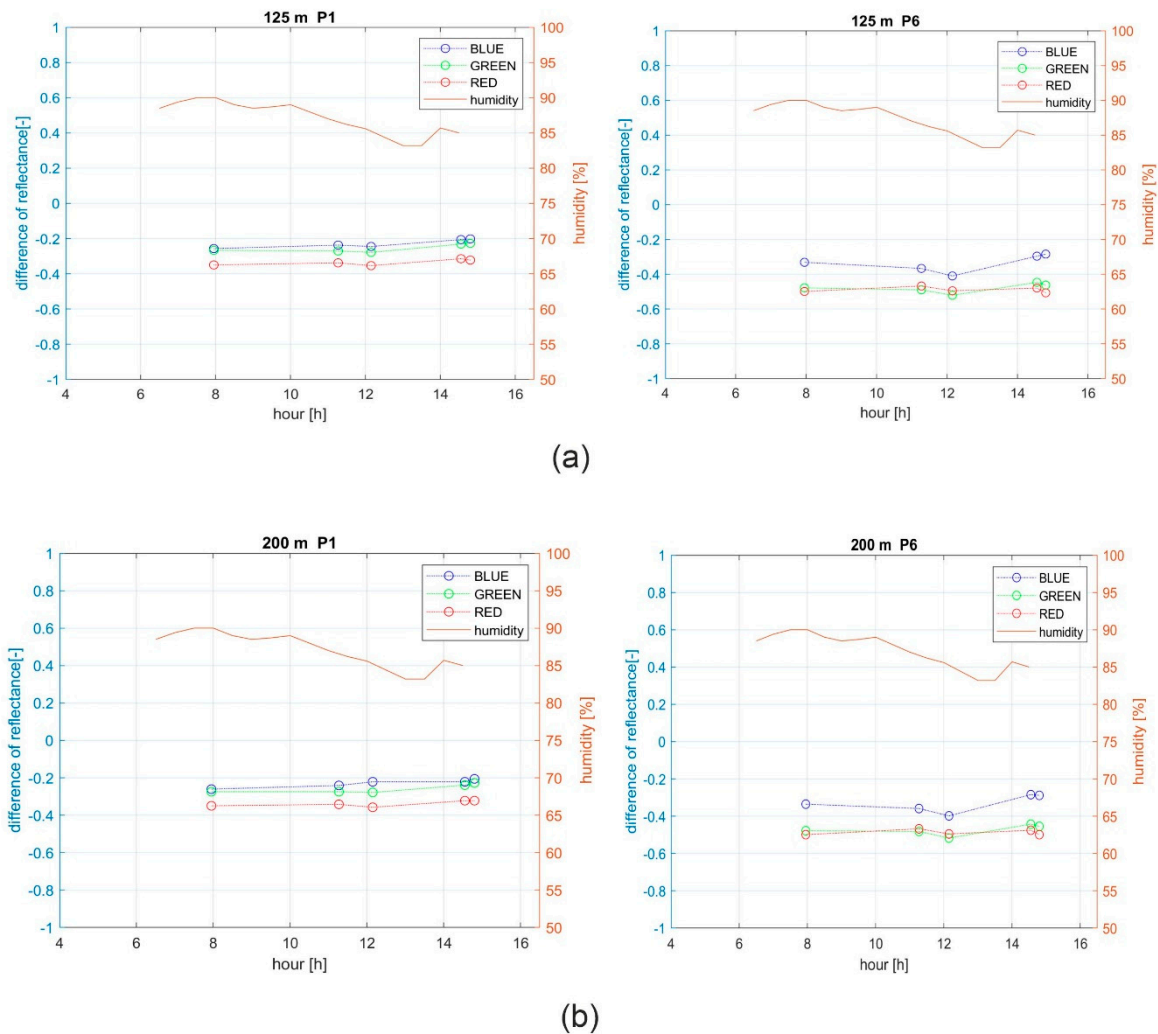 125 m P1
BLUE
GREEN
RED
humidity
difference of reflectance[-]
1
0.8
0.6
0.4
0.2
0
-0.2
-0.4
-0.6
-0.8
-1
humidity [%]
100
95
90
85
80
75
70
65
60
55
50
4 6 8 10 12 14 16
hour [h]
125 m P6
BLUE
GREEN
RED
humidity
difference of reflectance[-]
1
0.8
0.6
0.4
0.2
0
-0.2
-0.4
-0.6
-0.8
-1
humidity [%]
100
95
90
85
80
75
70
65
60
55
50
4 6 8 10 12 14 16
hour [h]
(a)
200 m P1
BLUE
GREEN
RED
humidity
difference of reflectance[-]
1
0.8
0.6
0.4
0.2
0
-0.2
-0.4
-0.6
-0.8
-1
humidity [%]
100
95
90
85
80
75
70
65
60
55
50
4 6 8 10 12 14 16
hour [h]
200 m P6
BLUE
GREEN
RED
humidity
difference of reflectance[-]
1
0.8
0.6
0.4
0.2
0
-0.2
-0.4
-0.6
-0.8
-1
humidity [%]
100
95
90
85
80
75
70
65
60
55
50
4 6 8 10 12 14 16
hour [h]
(b)